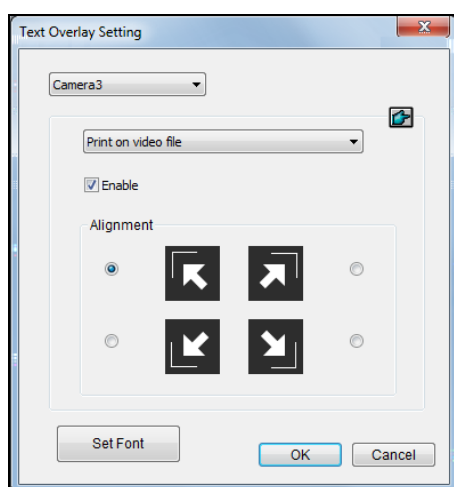 Text Overlay Setting
Camera3
Print on video file
Enable
Alignment
Set Font
OK
Cancel